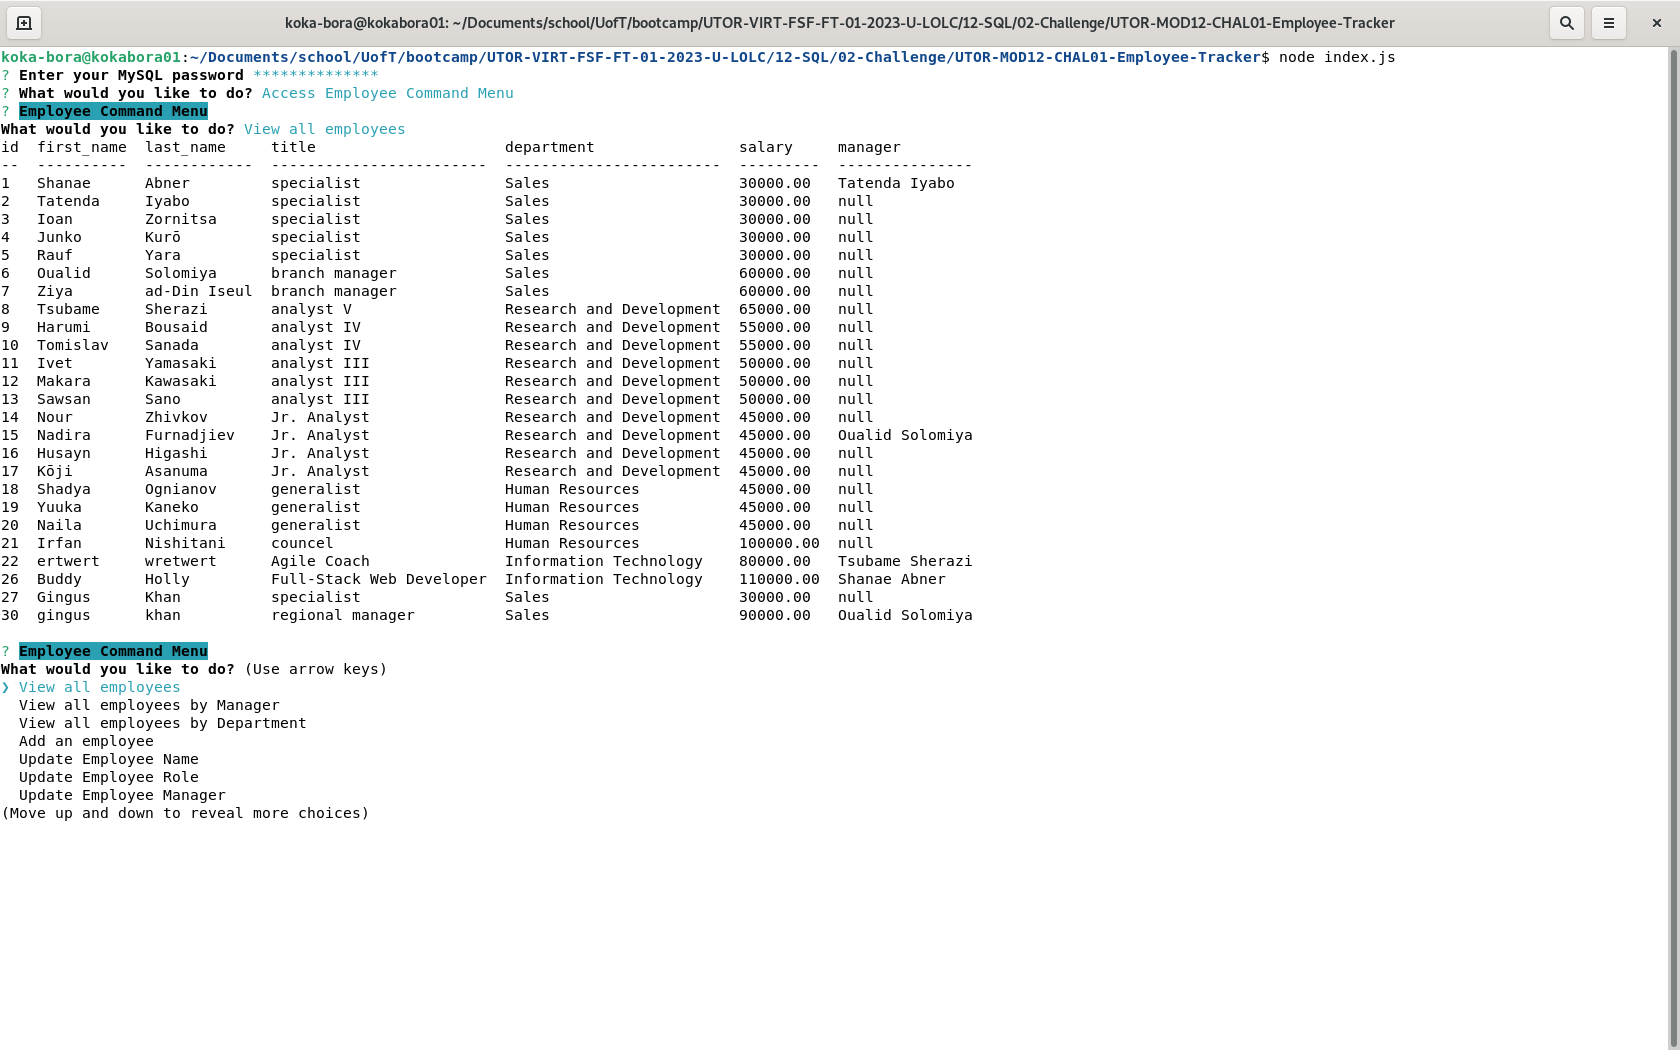 koka-bora@kokabora01: ~/Documents/school/UofT/bootcamp/UTOR-VIRT-FSF-FT-01-2023-U-LOLC/12-SQL/02-Challenge/UTOR-MOD12-CHAL01-Employee-Tracker
koka-bora@kokabora01:~/Documents/school/UofT/bootcamp/UTOR-VIRT-FSF-FT-01-2023-U-LOLC/12-SQL/02-Challenge/UTOR-MOD12-CHAL01-Employee-Tracker$ node index.js
? Enter your MySQL password **************
? What would you like to do? Access Employee Command Menu
? Employee Command Menu
What would you like to do? View all employees
id  first_name  last_name     title                     department                salary     manager
--  ----------  ------------  ------------------------  ------------------------  ---------  ---------------
1   Shanae      Abner         specialist                Sales                     30000.00   Tatenda Iyabo
2   Tatenda     Iyabo         specialist                Sales                     30000.00   null
3   Ioan        Zornitsa      specialist                Sales                     30000.00   null
4   Junko       Kurō          specialist                Sales                     30000.00   null
5   Rauf        Yara          specialist                Sales                     30000.00   null
6   Oualid      Solomiya      branch manager            Sales                     60000.00   null
7   Ziya        ad-Din Iseul  branch manager            Sales                     60000.00   null
8   Tsubame     Sherazi       analyst V                 Research and Development  65000.00   null
9   Harumi      Bousaid       analyst IV                Research and Development  55000.00   null
10  Tomislav    Sanada        analyst IV                Research and Development  55000.00   null
11  Ivet        Yamasaki      analyst III               Research and Development  50000.00   null
12  Makara      Kawasaki      analyst III               Research and Development  50000.00   null
13  Sawsan      Sano          analyst III               Research and Development  50000.00   null
14  Nour        Zhivkov       Jr. Analyst               Research and Development  45000.00   null
15  Nadira      Furnadjiev    Jr. Analyst               Research and Development  45000.00   Oualid Solomiya
16  Husayn      Higashi       Jr. Analyst               Research and Development  45000.00   null
17  Kōji        Asanuma       Jr. Analyst               Research and Development  45000.00   null
18  Shadya      Ognianov      generalist                Human Resources           45000.00   null
19  Yuuka       Kaneko        generalist                Human Resources           45000.00   null
20  Naila       Uchimura      generalist                Human Resources           45000.00   null
21  Irfan       Nishitani     councel                   Human Resources           100000.00  null
22  ertwert     wretwert      Agile Coach               Information Technology    80000.00   Tsubame Sherazi
26  Buddy       Holly         Full-Stack Web Developer  Information Technology    110000.00  Shanae Abner
27  Gingus      Khan          specialist                Sales                     30000.00   null
30  gingus      khan          regional manager          Sales                     90000.00   Oualid Solomiya
? Employee Command Menu
What would you like to do? (Use arrow keys)
❯ View all employees
  View all employees by Manager
  View all employees by Department
  Add an employee
  Update Employee Name
  Update Employee Role
  Update Employee Manager
(Move up and down to reveal more choices)